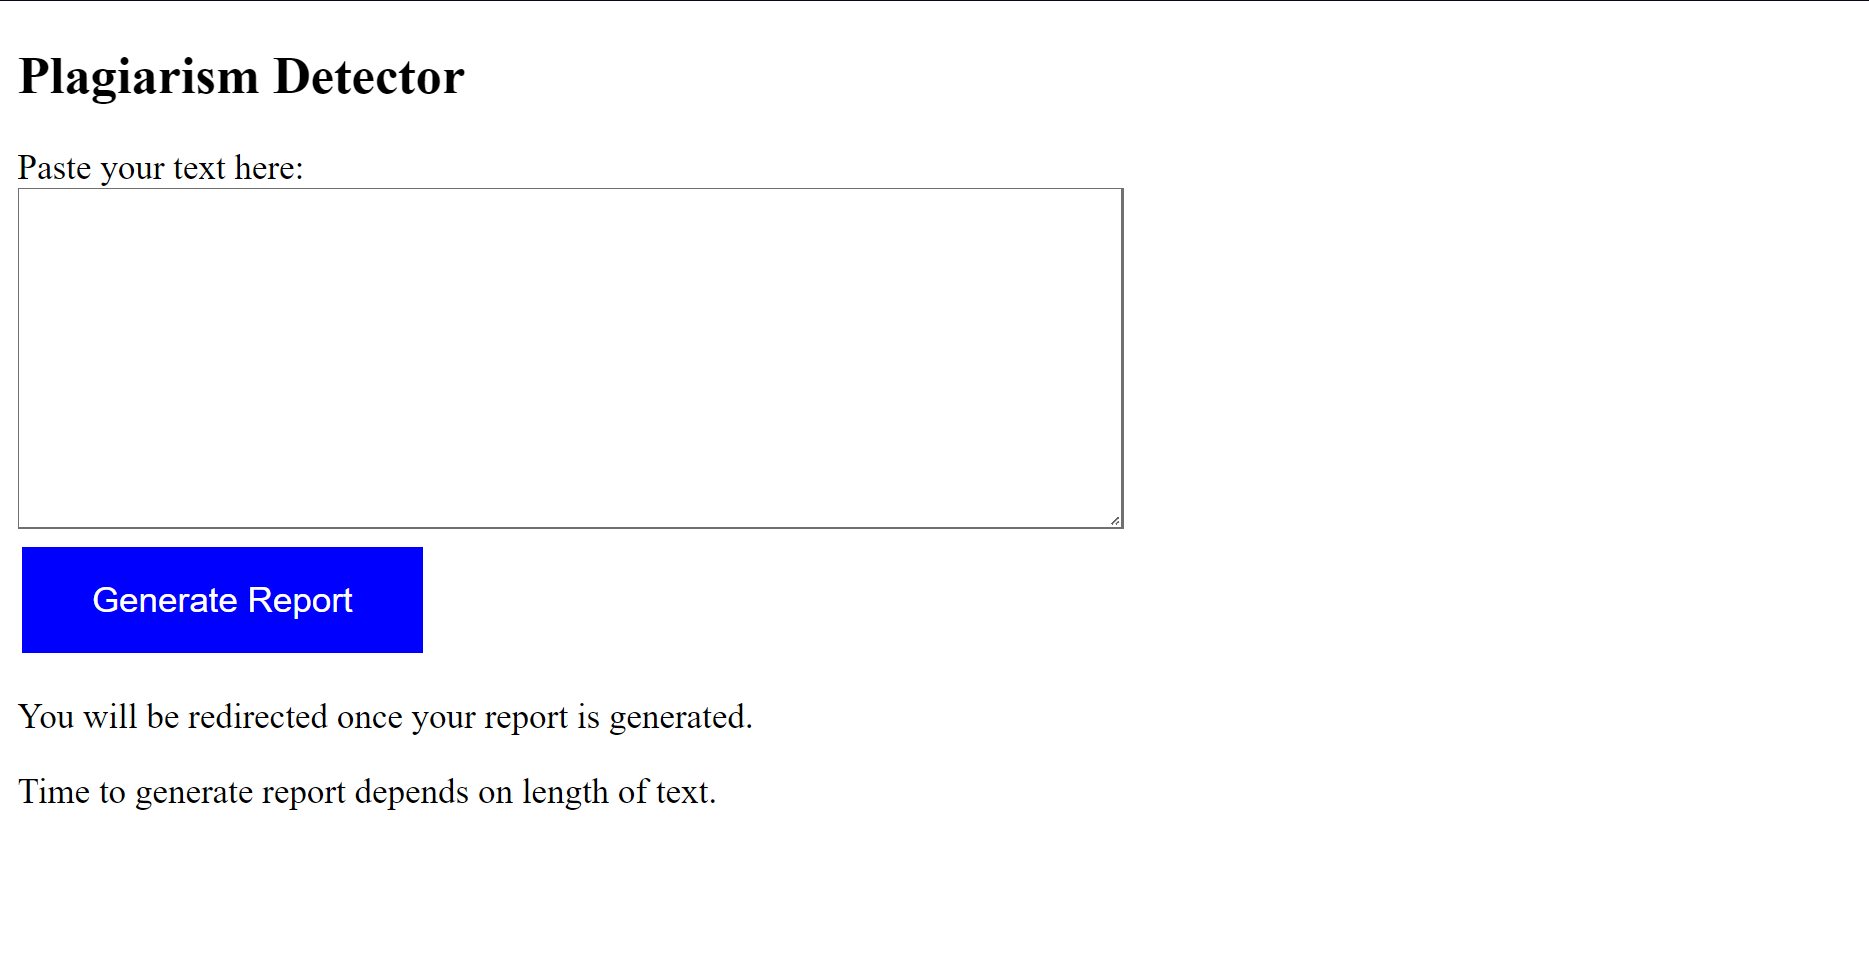 Plagiarism Detector
Paste your text here:
Generate Report
You will be redirected once your report is generated.
Time to generate report depends on length of text.